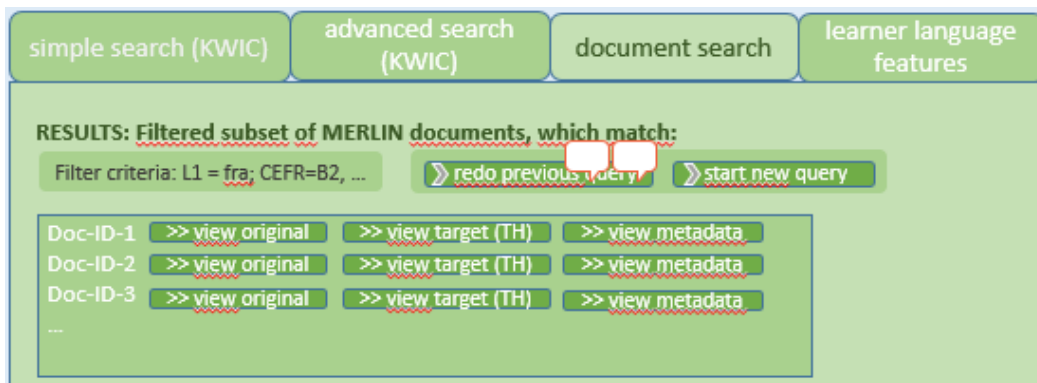 simple search (KWIC)
advanced search
(KWIC)
document search
learner language
features
RESULTS: Filtered subset of MERLIN documents, which match:
Filter criteria: L1 = fra; CEFR=B2, ...
redo previous query
start new query
Doc-ID-1 >> view original >> view target (TH) >> view metadata
Doc-ID-2 >> view original >> view target (TH) >> view metadata
Doc-ID-3 >> view original >> view target (TH) >> view metadata
...